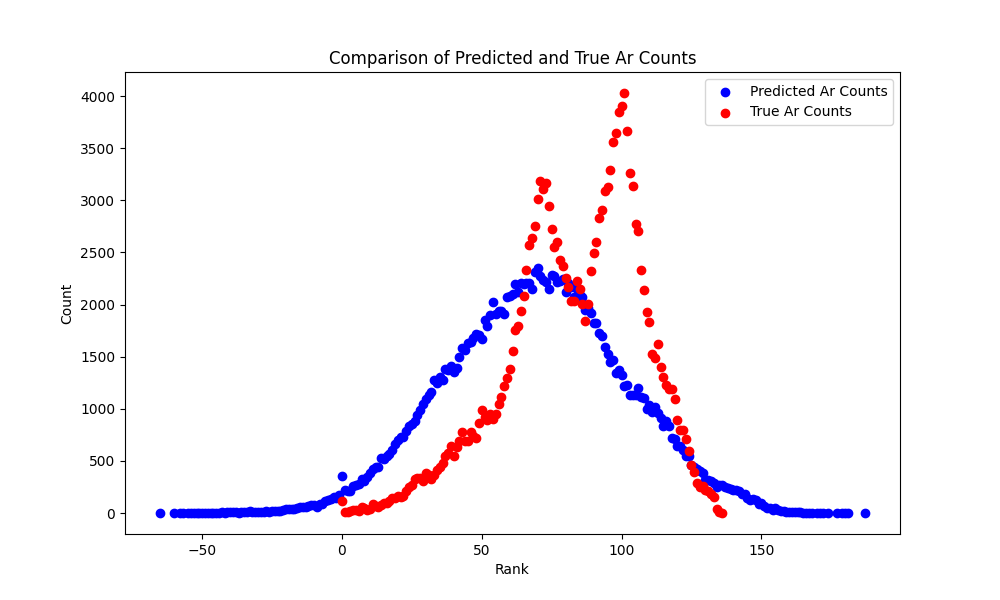 Comparison of Predicted and True Ar Counts
Predicted Ar Counts
True Ar Counts
4000
3500
3000
2500
2000
1500
1000
500
0
Count
−50
0
50
100
150
Rank